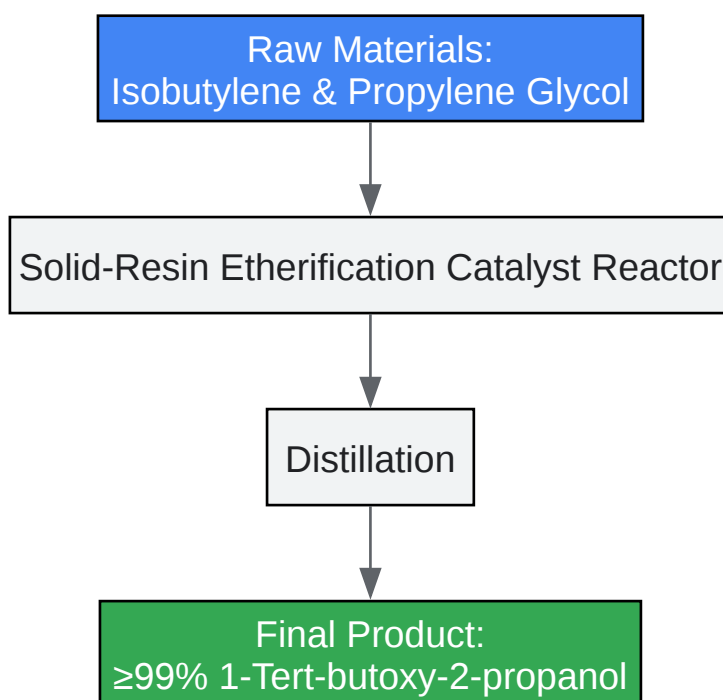 Raw Materials:
Isobutylene & Propylene Glycol
Solid-Resin Etherification Catalyst Reactor
Distillation
Final Product:
≥99% 1-Tert-butoxy-2-propanol